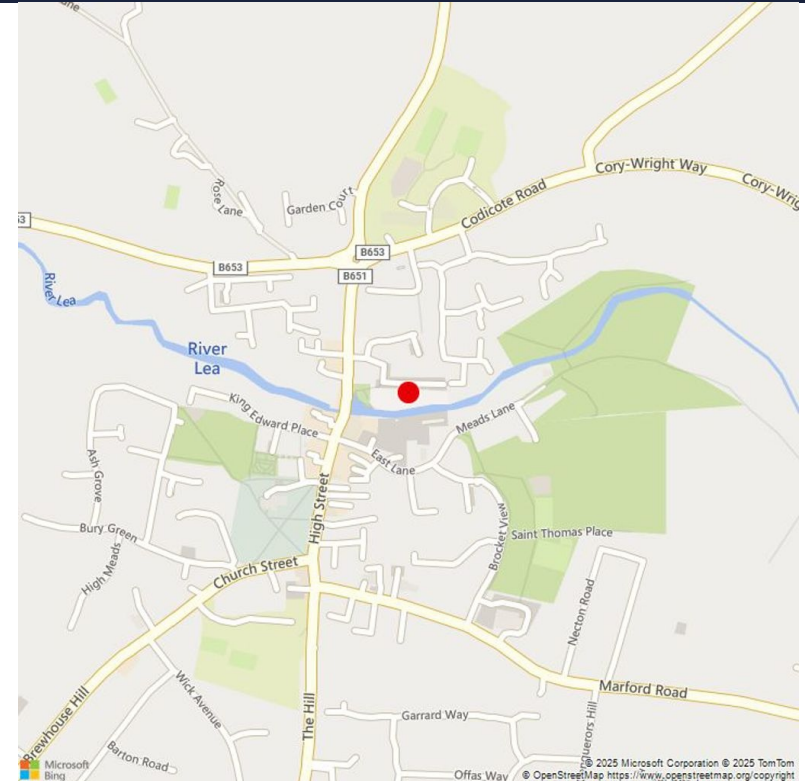 Rose Lane
Garden Court
Codicote Road
Cory-Wright Way
Cory-Wrig
B653
B653
B651
River Lea
River
Lea
King Edward Place
Meads Lane
East Lane
Ash Grove
High Street
Brocket View
Saint Thomas Place
Bury Green
High Meads
Church Street
Necton Road
Marford Road
Brewhouse Hill
Wick Avenue
The Hill
Garrard Way
Barton Road
Offas Way
Microsoft
Bing
© 2025 Microsoft Corporation © 2025 TomTom
© OpenStreetMap https://www.openstreetmap.org/copyright